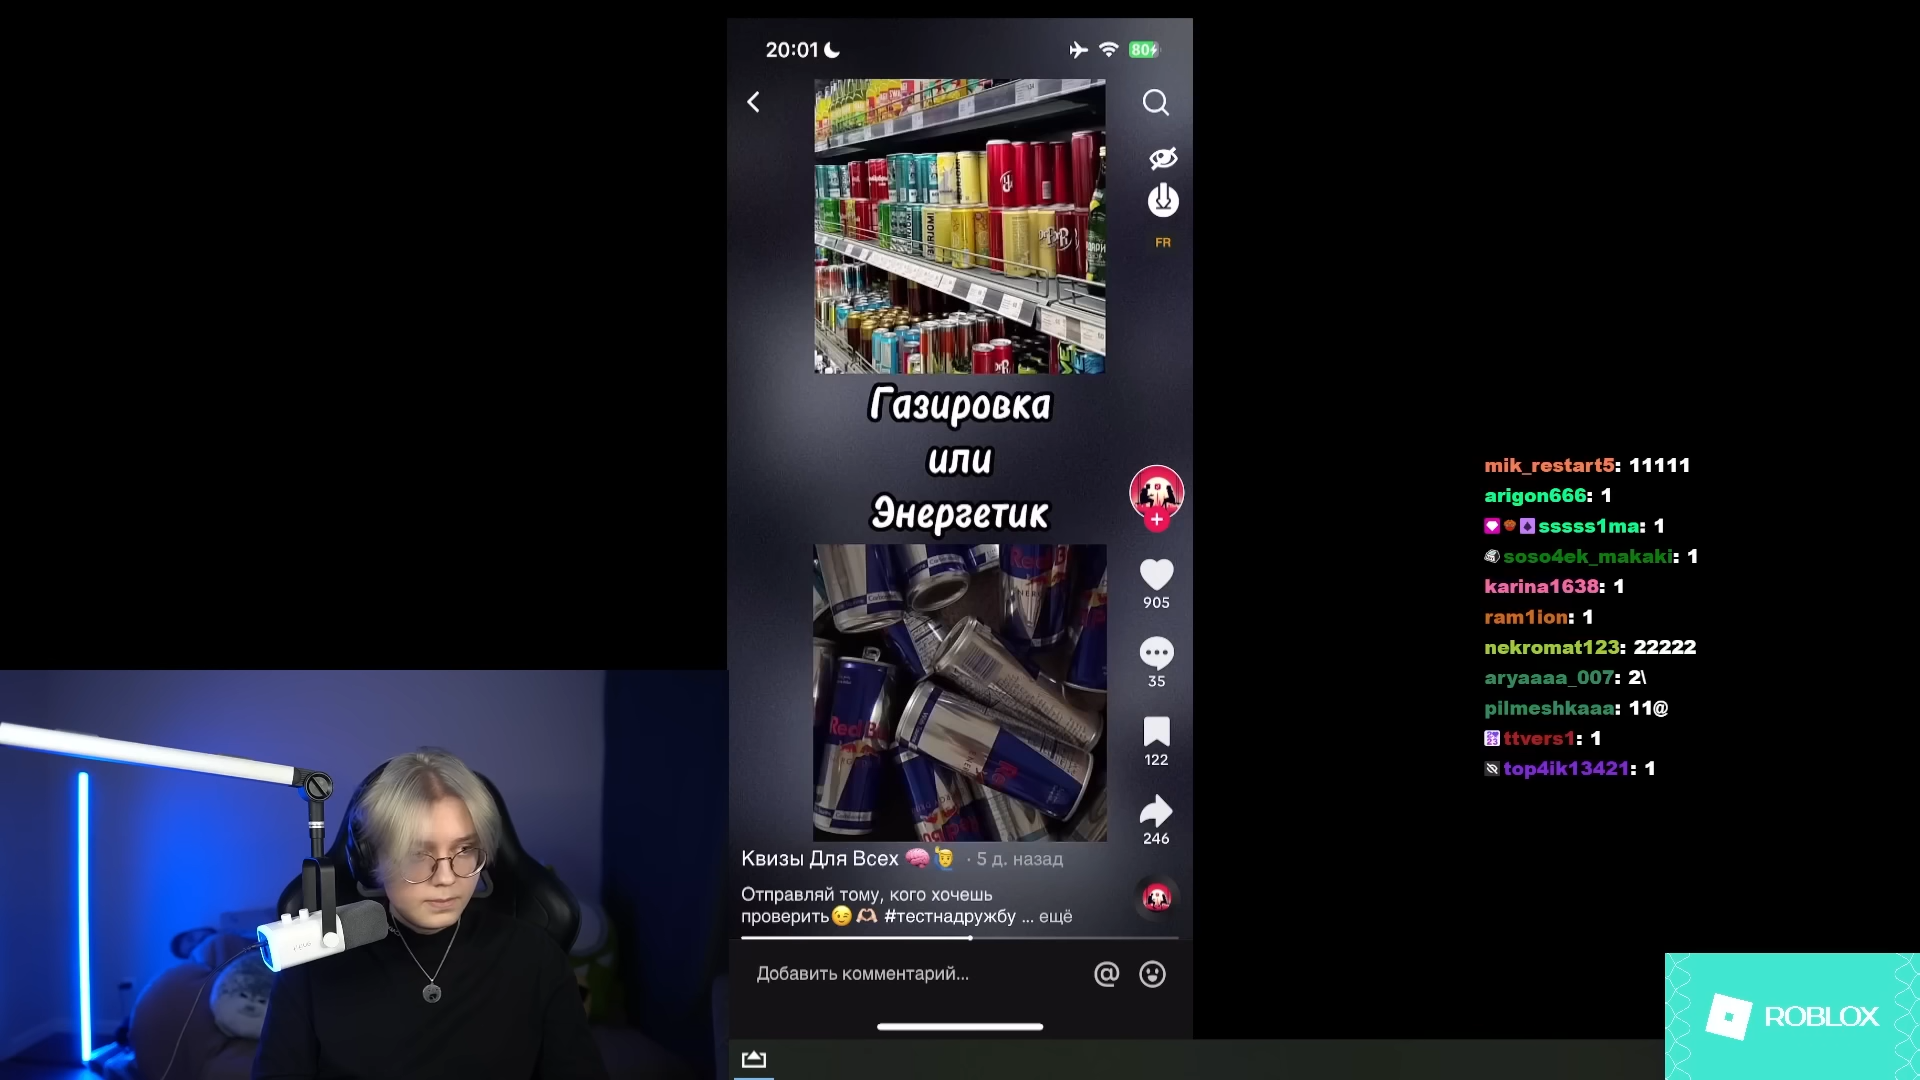 20:01
80
FR
Газировка
или
Энергетик
905
35
122
246
Квизы Для Всех 🧠🙋‍♂️ · 5 д. назад
Отправляй тому, кого хочешь
проверить😉🫶🏼 #тестнадружбу ... ещё
Добавить комментарий...
mik_restart5: 11111
arigon666: 1
sssss1ma: 1
soso4ek_makaki: 1
karina1638: 1
ram1ion: 1
nekromat123: 22222
aryaaaa_007: 2\
pilmeshkaaa: 11@
ttvers1: 1
top4ik13421: 1
ROBLOX